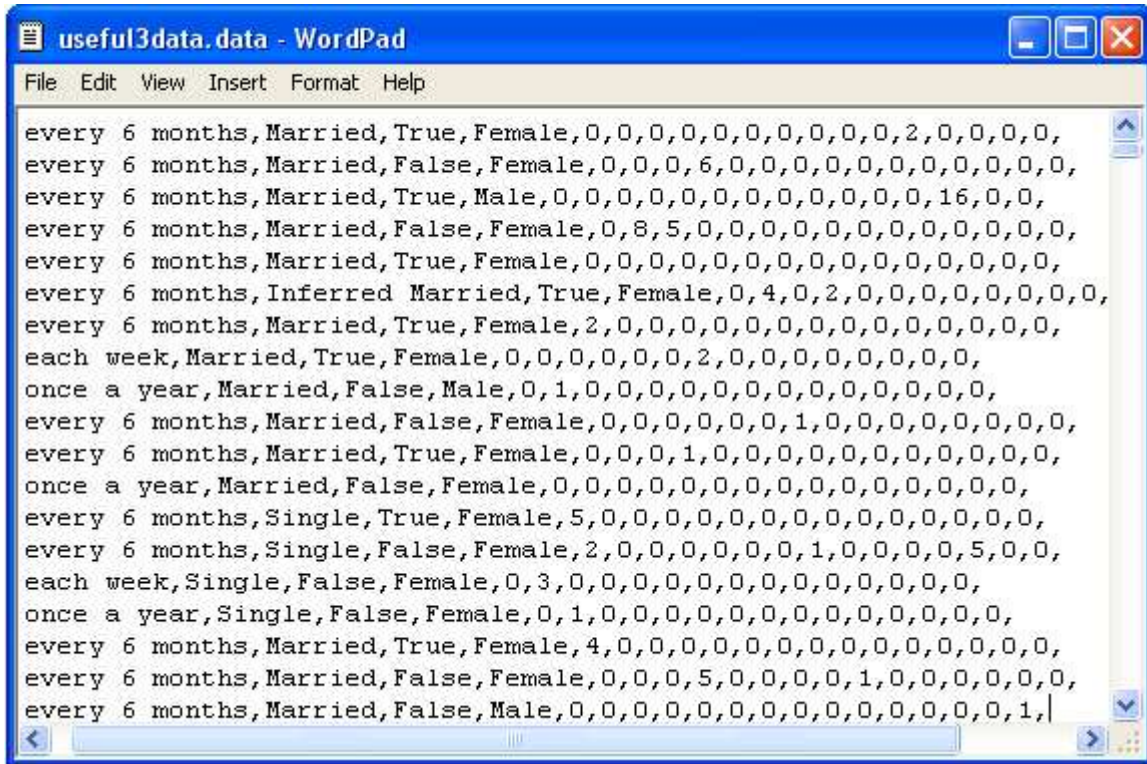 useful3data.data - WordPad
File Edit View Insert Format Help
every 6 months,Married,True,Female,0,0,0,0,0,0,0,0,0,0,2,0,0,0,0,
every 6 months,Married,False,Female,0,0,0,6,0,0,0,0,0,0,0,0,0,0,0,
every 6 months,Married,True,Male,0,0,0,0,0,0,0,0,0,0,0,0,16,0,0,
every 6 months,Married,False,Female,0,8,5,0,0,0,0,0,0,0,0,0,0,0,0,
every 6 months,Married,True,Female,0,0,0,0,0,0,0,0,0,0,0,0,0,0,0,
every 6 months,Inferred Married,True,Female,0,4,0,2,0,0,0,0,0,0,0,0,
every 6 months,Married,True,Female,2,0,0,0,0,0,0,0,0,0,0,0,0,0,0,
each week,Married,True,Female,0,0,0,0,0,0,2,0,0,0,0,0,0,0,0,
once a year,Married,False,Male,0,1,0,0,0,0,0,0,0,0,0,0,0,0,0,
every 6 months,Married,False,Female,0,0,0,0,0,0,1,0,0,0,0,0,0,0,0,
every 6 months,Married,True,Female,0,0,0,1,0,0,0,0,0,0,0,0,0,0,0,
once a year,Married,False,Female,0,0,0,0,0,0,0,0,0,0,0,0,0,0,0,
every 6 months,Single,True,Female,5,0,0,0,0,0,0,0,0,0,0,0,0,0,0,
every 6 months,Single,False,Female,2,0,0,0,0,0,0,1,0,0,0,0,5,0,0,
each week,Single,False,Female,0,3,0,0,0,0,0,0,0,0,0,0,0,0,0,
once a year,Single,False,Female,0,1,0,0,0,0,0,0,0,0,0,0,0,0,0,
every 6 months,Married,True,Female,4,0,0,0,0,0,0,0,0,0,0,0,0,0,0,
every 6 months,Married,False,Female,0,0,0,5,0,0,0,0,1,0,0,0,0,0,0,
every 6 months,Married,False,Male,0,0,0,0,0,0,0,0,0,0,0,0,0,0,1,